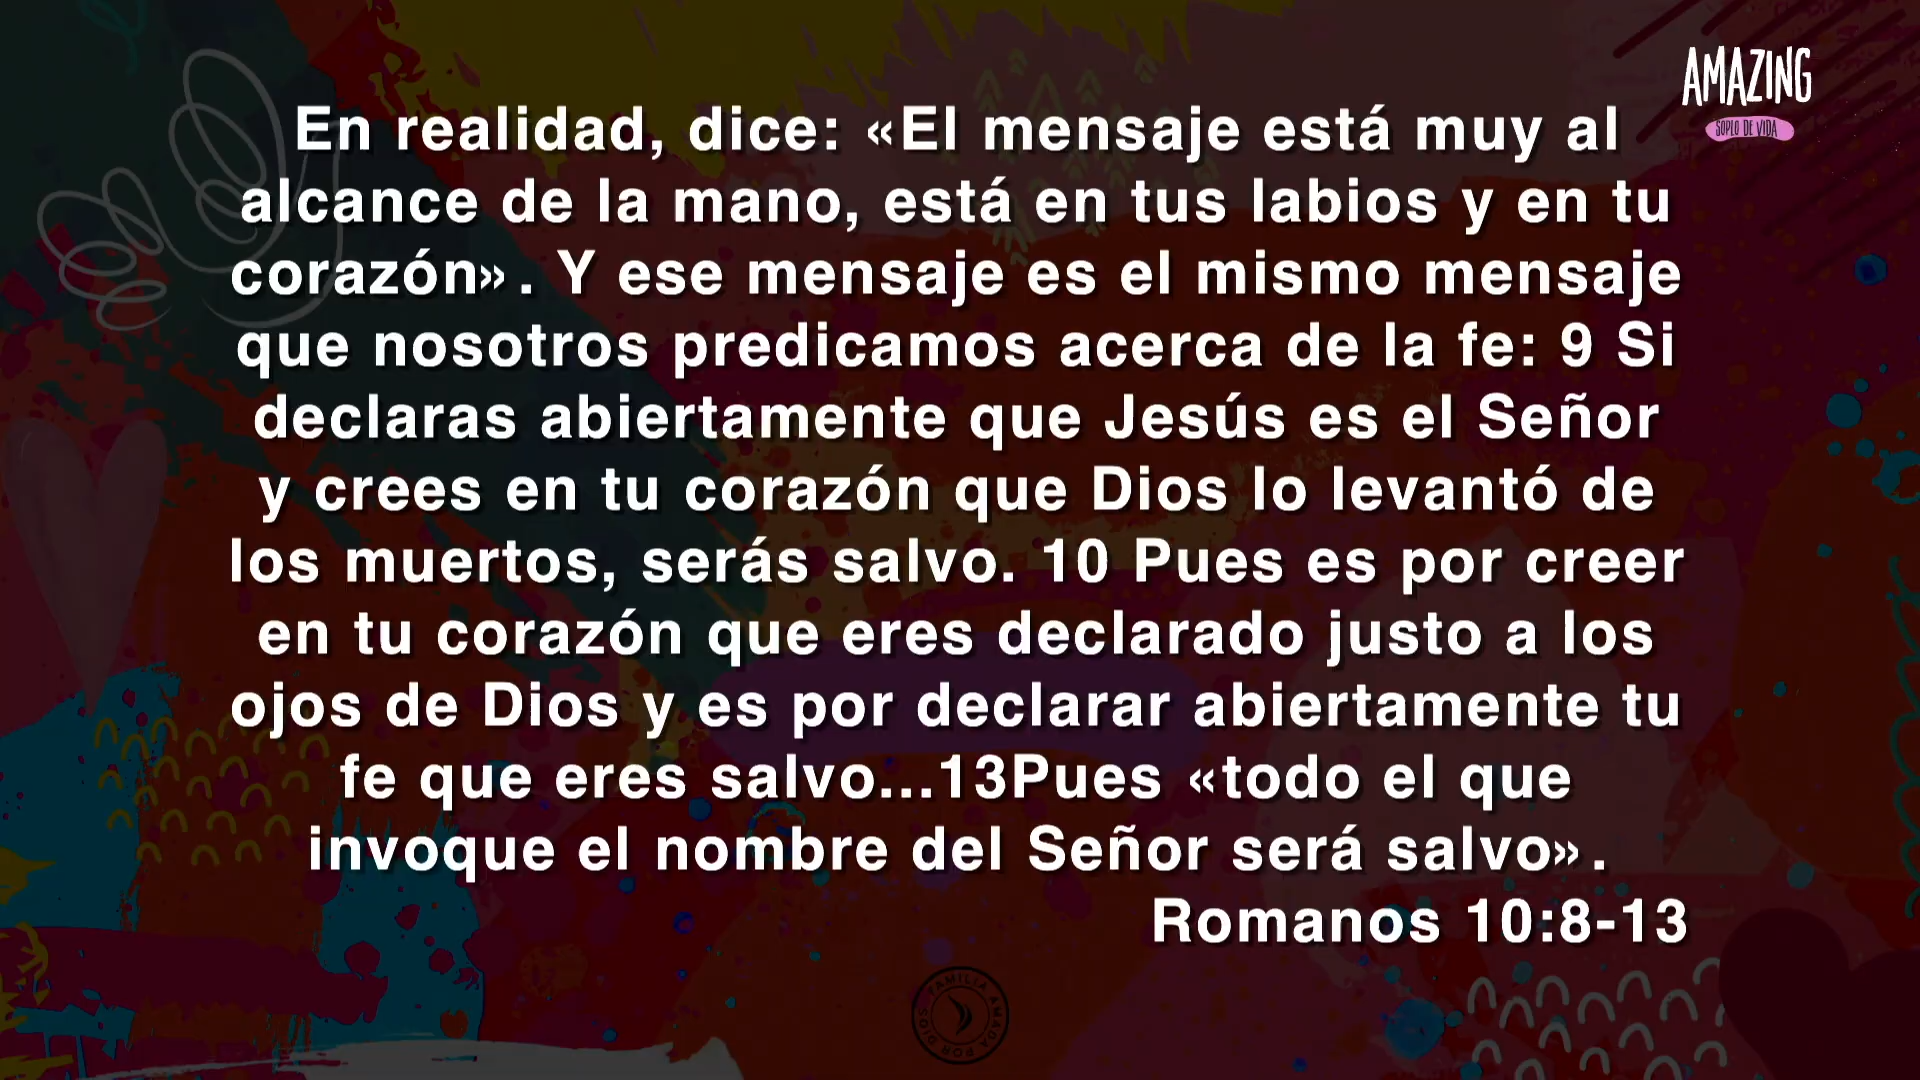 AMAZING
SOPLO DE VIDA
En realidad, dice: «El mensaje está muy al
alcance de la mano, está en tus labios y en tu
corazón». Y ese mensaje es el mismo mensaje
que nosotros predicamos acerca de la fe: 9 Si
declaras abiertamente que Jesús es el Señor
y crees en tu corazón que Dios lo levantó de
los muertos, serás salvo. 10 Pues es por creer
en tu corazón que eres declarado justo a los
ojos de Dios y es por declarar abiertamente tu
fe que eres salvo...13Pues «todo el que
invoque el nombre del Señor será salvo».
Romanos 10:8-13
FAMILIA AMADA POR DIOS